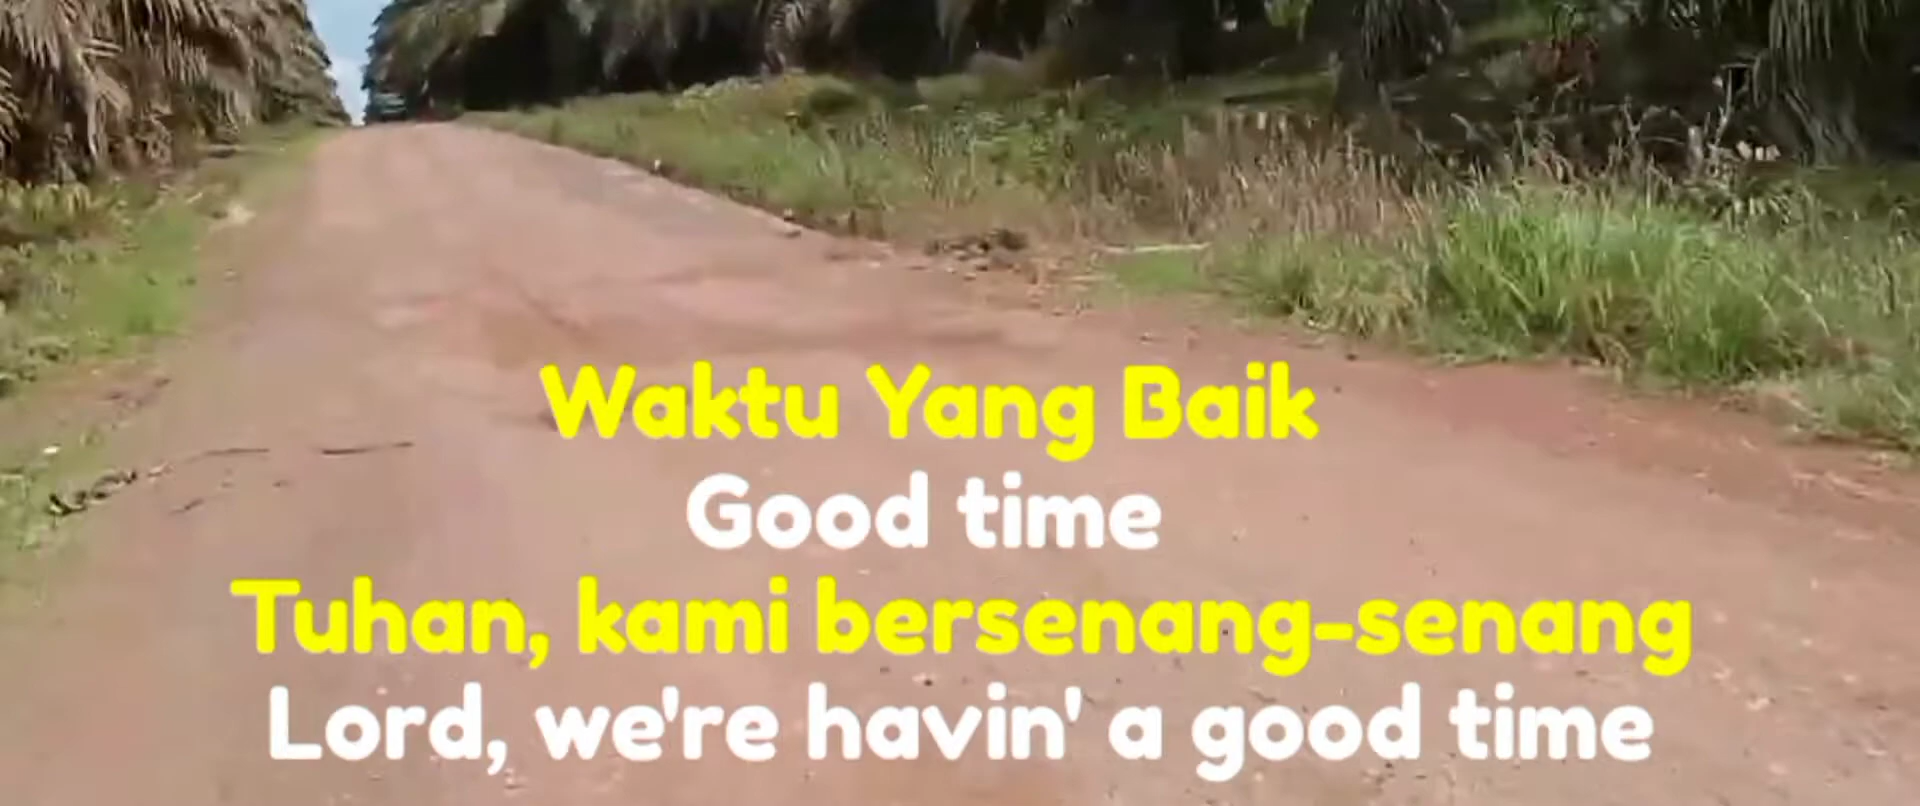 Waktu Yang Baik
Good time
Tuhan, kami bersenang-senang
Lord, we're havin' a good time